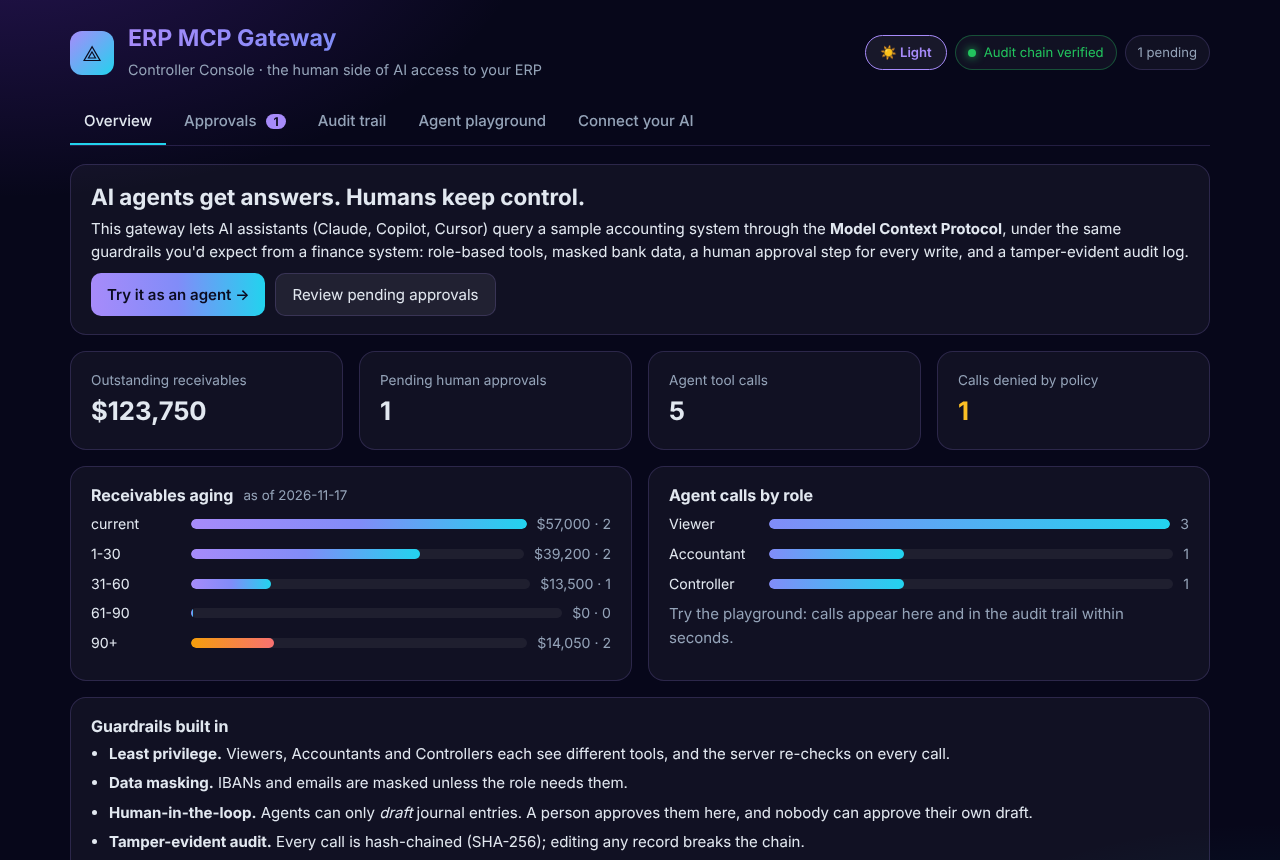 ERP MCP Gateway
Controller Console · the human side of AI access to your ERP
☀️ Light
Audit chain verified
1 pending
Overview
Approvals 1
Audit trail
Agent playground
Connect your AI
AI agents get answers. Humans keep control.
This gateway lets AI assistants (Claude, Copilot, Cursor) query a sample accounting system through the Model Context Protocol, under the same
guardrails you'd expect from a finance system: role-based tools, masked bank data, a human approval step for every write, and a tamper-evident audit log.
Try it as an agent →
Review pending approvals
Outstanding receivables
$123,750
Pending human approvals
1
Agent tool calls
5
Calls denied by policy
1
Receivables aging as of 2026-11-17
current $57,000 · 2
1-30 $39,200 · 2
31-60 $13,500 · 1
61-90 $0 · 0
90+ $14,050 · 2
Agent calls by role
Viewer 3
Accountant 1
Controller 1
Try the playground: calls appear here and in the audit trail within
seconds.
Guardrails built in
• Least privilege. Viewers, Accountants and Controllers each see different tools, and the server re-checks on every call.
• Data masking. IBANs and emails are masked unless the role needs them.
• Human-in-the-loop. Agents can only draft journal entries. A person approves them here, and nobody can approve their own draft.
• Tamper-evident audit. Every call is hash-chained (SHA-256); editing any record breaks the chain.